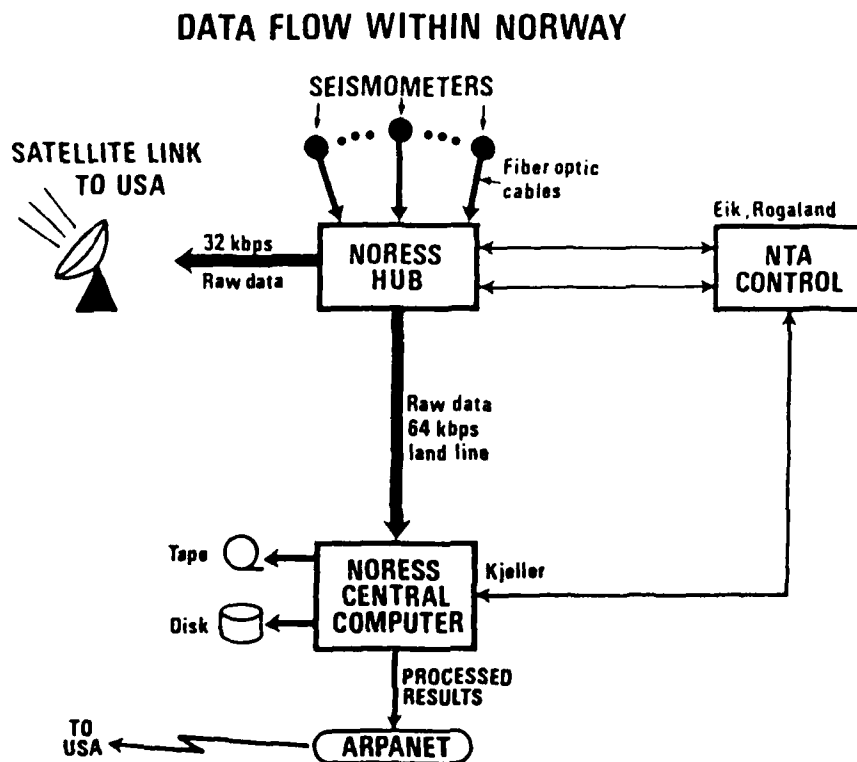 DATA FLOW WITHIN NORWAY
SEISMOMETERS
SATELLITE LINK
TO USA
Fiber optic
cables
Eik, Rogaland
32 kbps
Raw data
NORESS
HUB
NTA
CONTROL
Raw data
64 kbps
land line
Tape
Disk
NORESS
CENTRAL
COMPUTER
Kjeller
PROCESSED
RESULTS
TO
USA
ARPANET